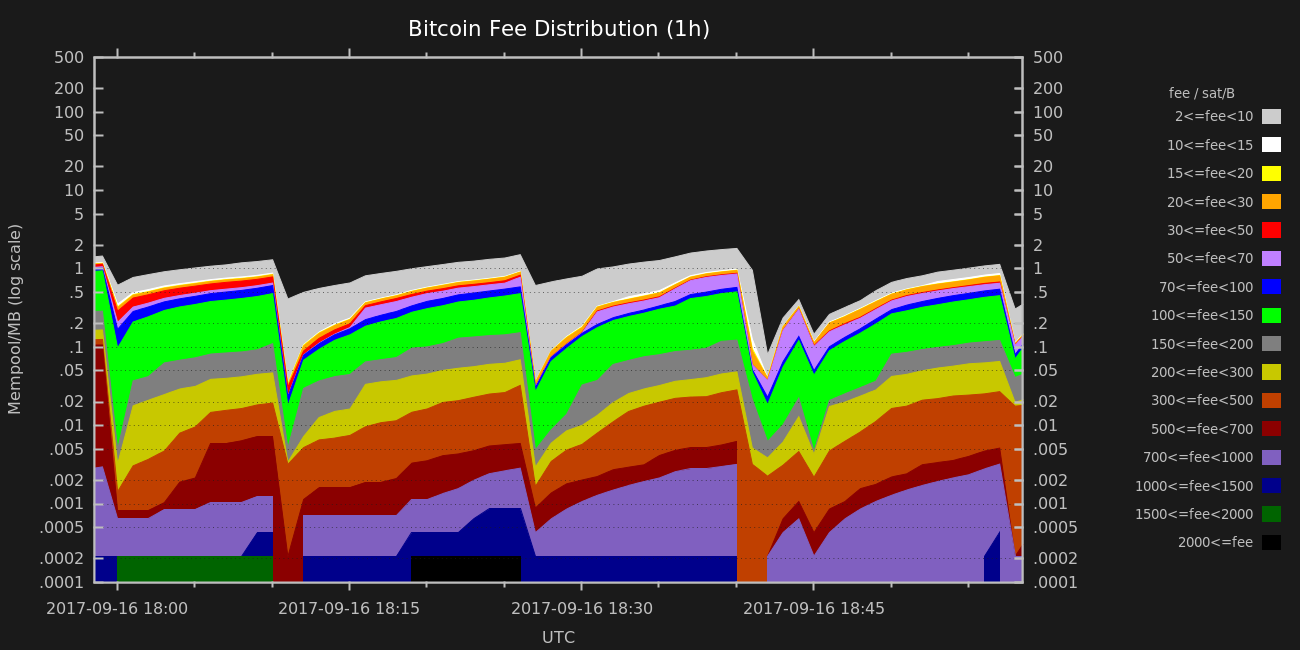 Bitcoin Fee Distribution (1h)
Mempool/MB (log scale)
500
200
100
50
20
10
5
2
1
.5
.2
.1
.05
.02
.01
.005
.002
.001
.0005
.0002
.0001
500
200
100
50
20
10
5
2
1
.5
.2
.1
.05
.02
.01
.005
.002
.001
.0005
.0002
.0001
2017-09-16 18:00
2017-09-16 18:15
2017-09-16 18:30
2017-09-16 18:45
UTC
fee / sat/B
2<=fee<10
10<=fee<15
15<=fee<20
20<=fee<30
30<=fee<50
50<=fee<70
70<=fee<100
100<=fee<150
150<=fee<200
200<=fee<300
300<=fee<500
500<=fee<700
700<=fee<1000
1000<=fee<1500
1500<=fee<2000
2000<=fee